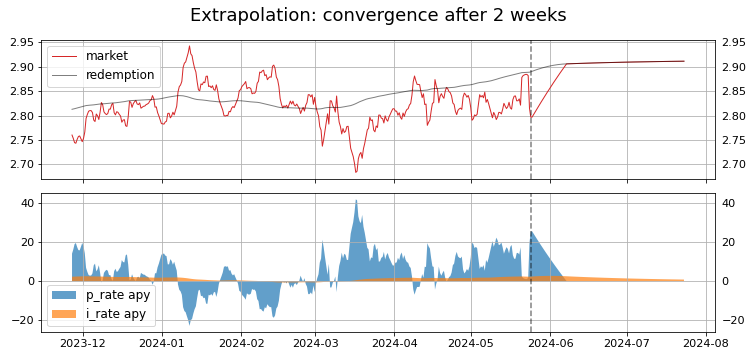 Extrapolation: convergence after 2 weeks
2.95 2.95
market
redemption
2.90 2.90
2.85 2.85
2.80 2.80
2.75 2.75
2.70 2.70
40 40
20 20
0 0
p_rate apy
i_rate apy
−20 −20
2023-12 2024-01 2024-02 2024-03 2024-04 2024-05 2024-06 2024-07 2024-08